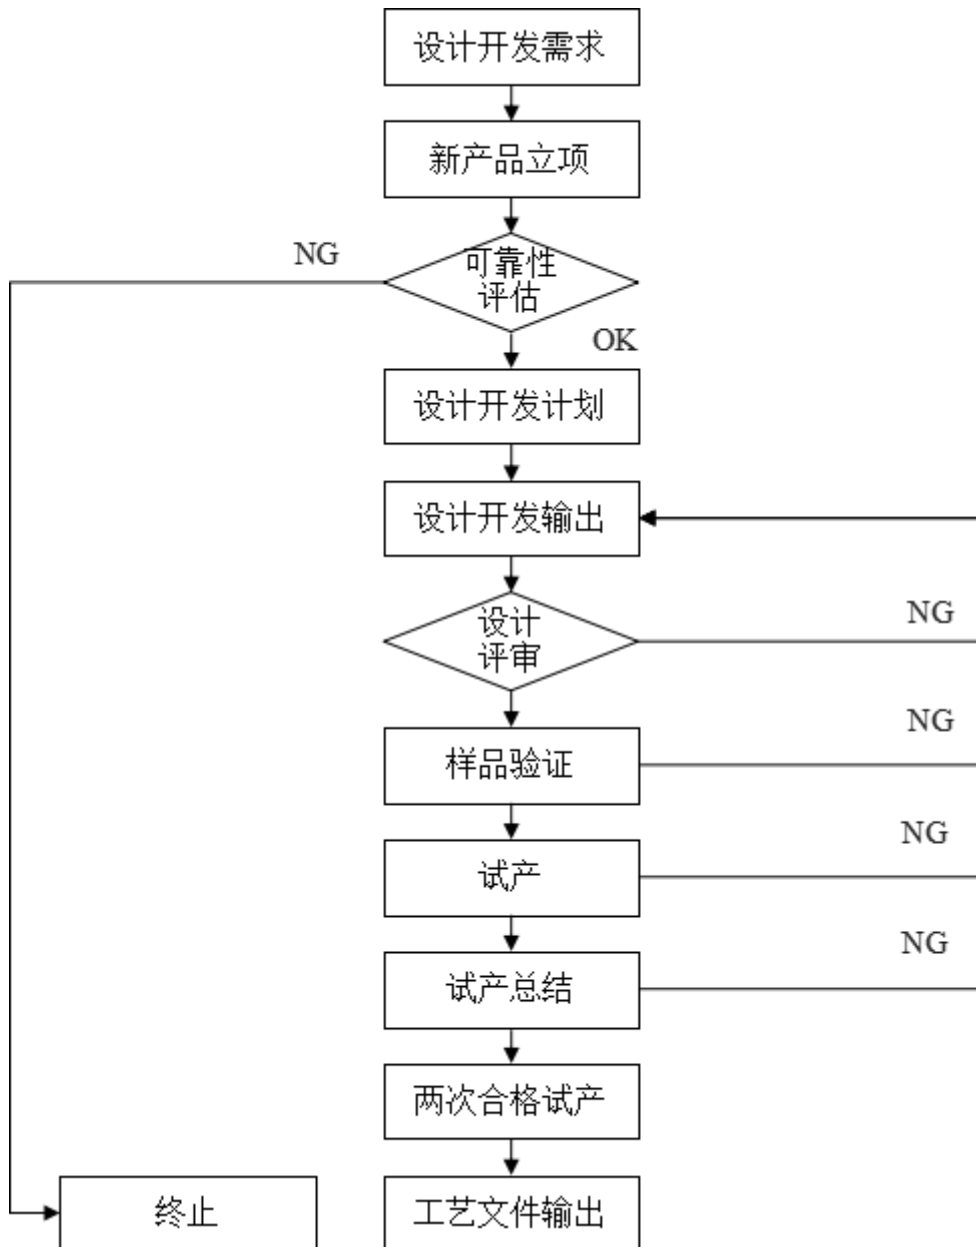 设计开发需求
新产品立项
NG
可靠性
评估
OK
设计开发计划
设计开发输出
设计
评审
NG
样品验证
NG
试产
NG
试产总结
NG
两次合格试产
终止
工艺文件输出